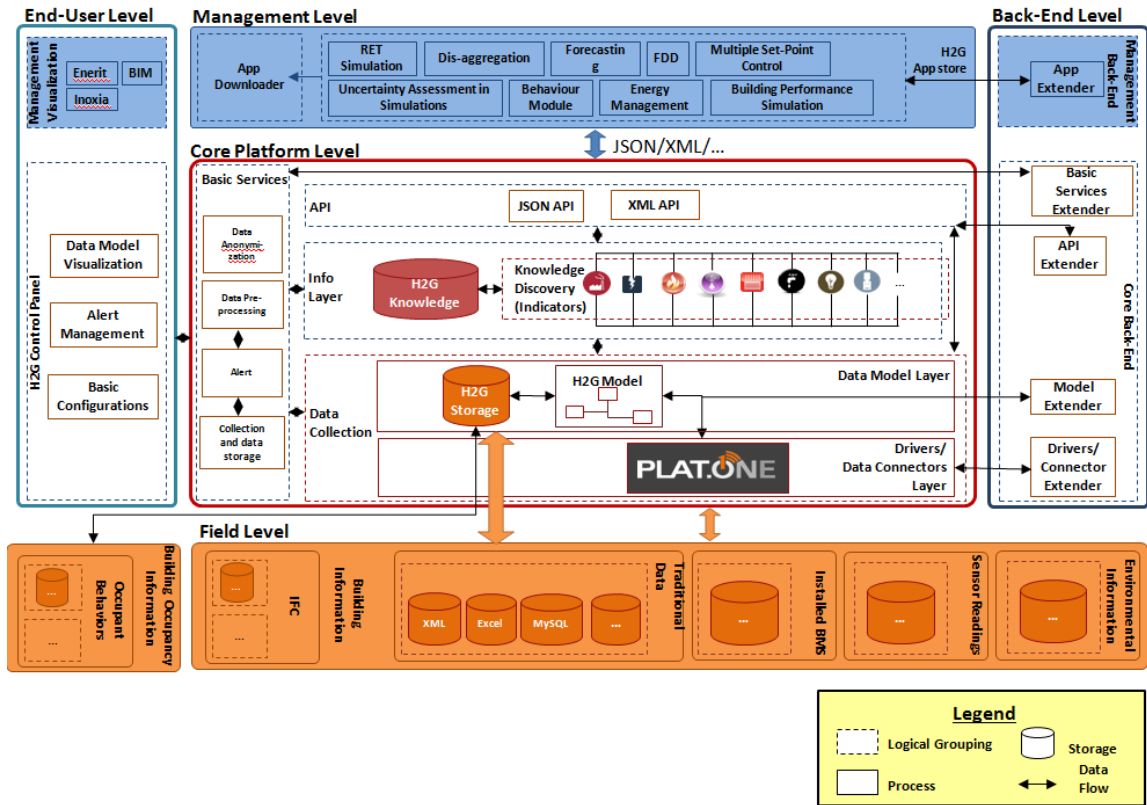 End-User Level
Management Level
Back-End Level
Management
Visualization
Enerit
BIM
Inoxia
App
Downloader
RET
Simulation
Dis-aggregation
Forecastin
g
FDD
Multiple Set-Point
Control
Uncertainty Assessment in
Simulations
Behaviour
Module
Energy
Management
Building Performance
Simulation
H2G
App store
App
Extender
Management
Back-End
JSON/XML/...
Core Platform Level
Basic Services
Data
Anonymi-
zation
Data Pre-
processing
Alert
Collection
and data
storage
API
JSON API
XML API
Info
Layer
H2G
Knowledge
Knowledge
Discovery
(Indicators)
...
Data
Collection
H2G
Storage
H2G Model
Data Model Layer
PLAT.ONE
Drivers/
Data Connectors
Layer
H2G Control Panel
Data Model
Visualization
Alert
Management
Basic
Configurations
Basic
Services
Extender
API
Extender
Core Back-End
Model
Extender
Drivers/
Connector
Extender
Field Level
...
...
Occupant
Behaviors
Building Occupancy
Information
...
...
IFC
Building
Information
XML
Excel
MySQL
...
Traditional
Data
...
Installed BMS
...
Sensor Readings
...
Environmental
Information
Legend
Logical Grouping
Storage
Process
Data
Flow